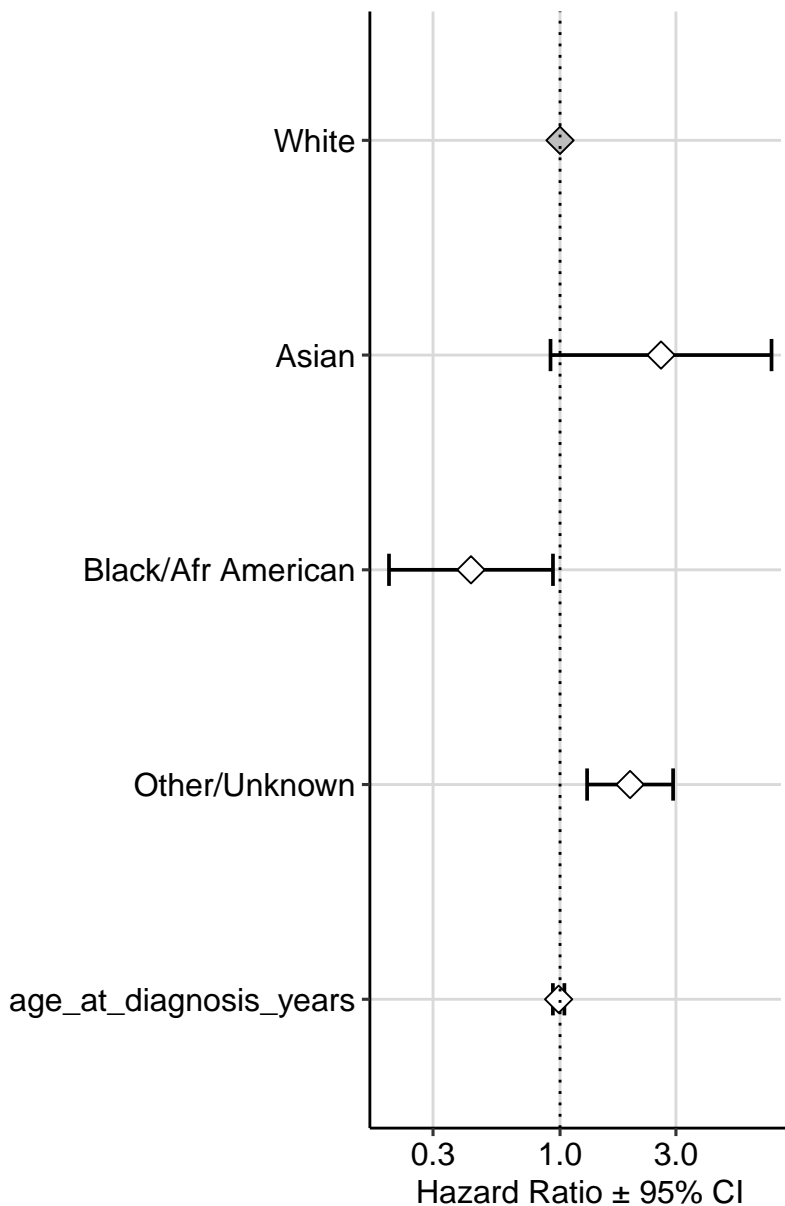 White
Asian
Black/Afr American
Other/Unknown
age_at_diagnosis_years
0.3 1.0 3.0
Hazard Ratio ± 95% CI